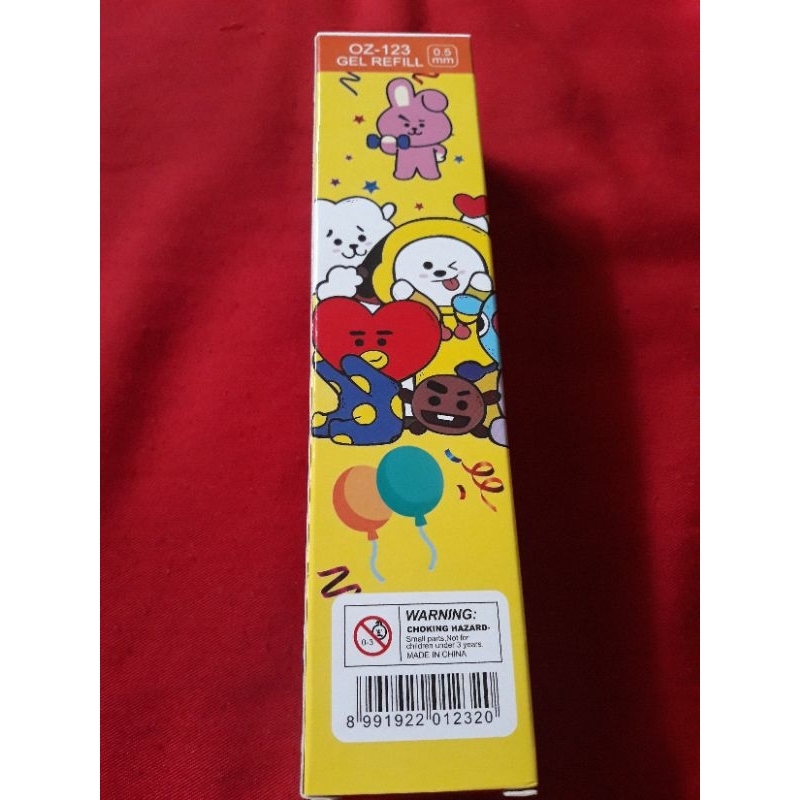 OZ-123
GEL REFILL
0.5
mm
WARNING:
CHOKING HAZARD-
0-3
Small parts.Not for
children under 3 years.
MADE IN CHINA
8 991922 012320